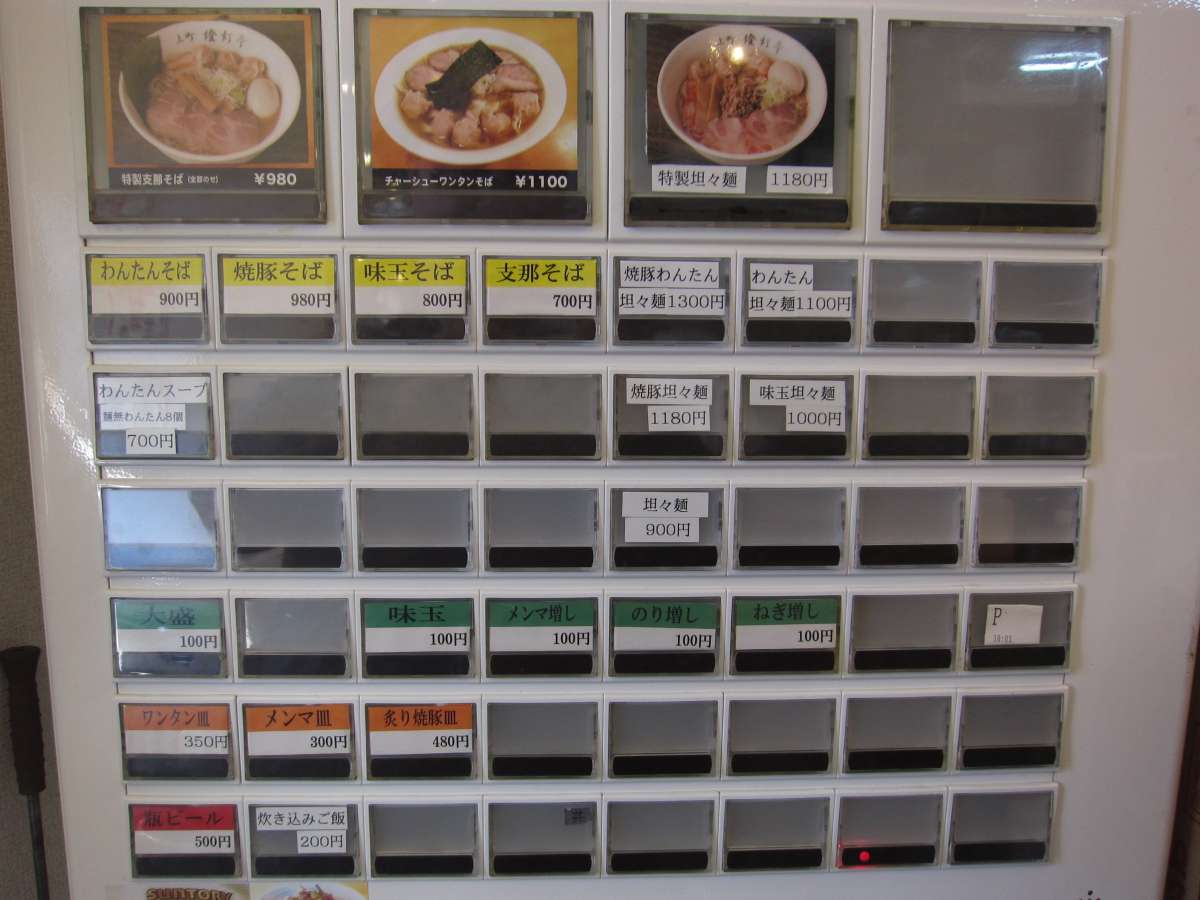 特製支那そば (全部のせ) ¥980
チャーシューワンタンそば ¥1100
特製坦々麺 1180円
わんたんそば
900円
焼豚そば
980円
味玉そば
800円
支那そば
700円
焼豚わんたん
坦々麺1300円
わんたん
坦々麺1100円
わんたんスープ
麺無わんたん8個
700円
焼豚坦々麺
1180円
味玉坦々麺
1000円
坦々麺
900円
大盛
100円
味玉
100円
メンマ増し
100円
のり増し
100円
ねぎ増し
100円
P
ワンタン皿
350円
メンマ皿
300円
炙り焼豚皿
480円
瓶ビール
500円
炊き込みご飯
200円
SUNTORY